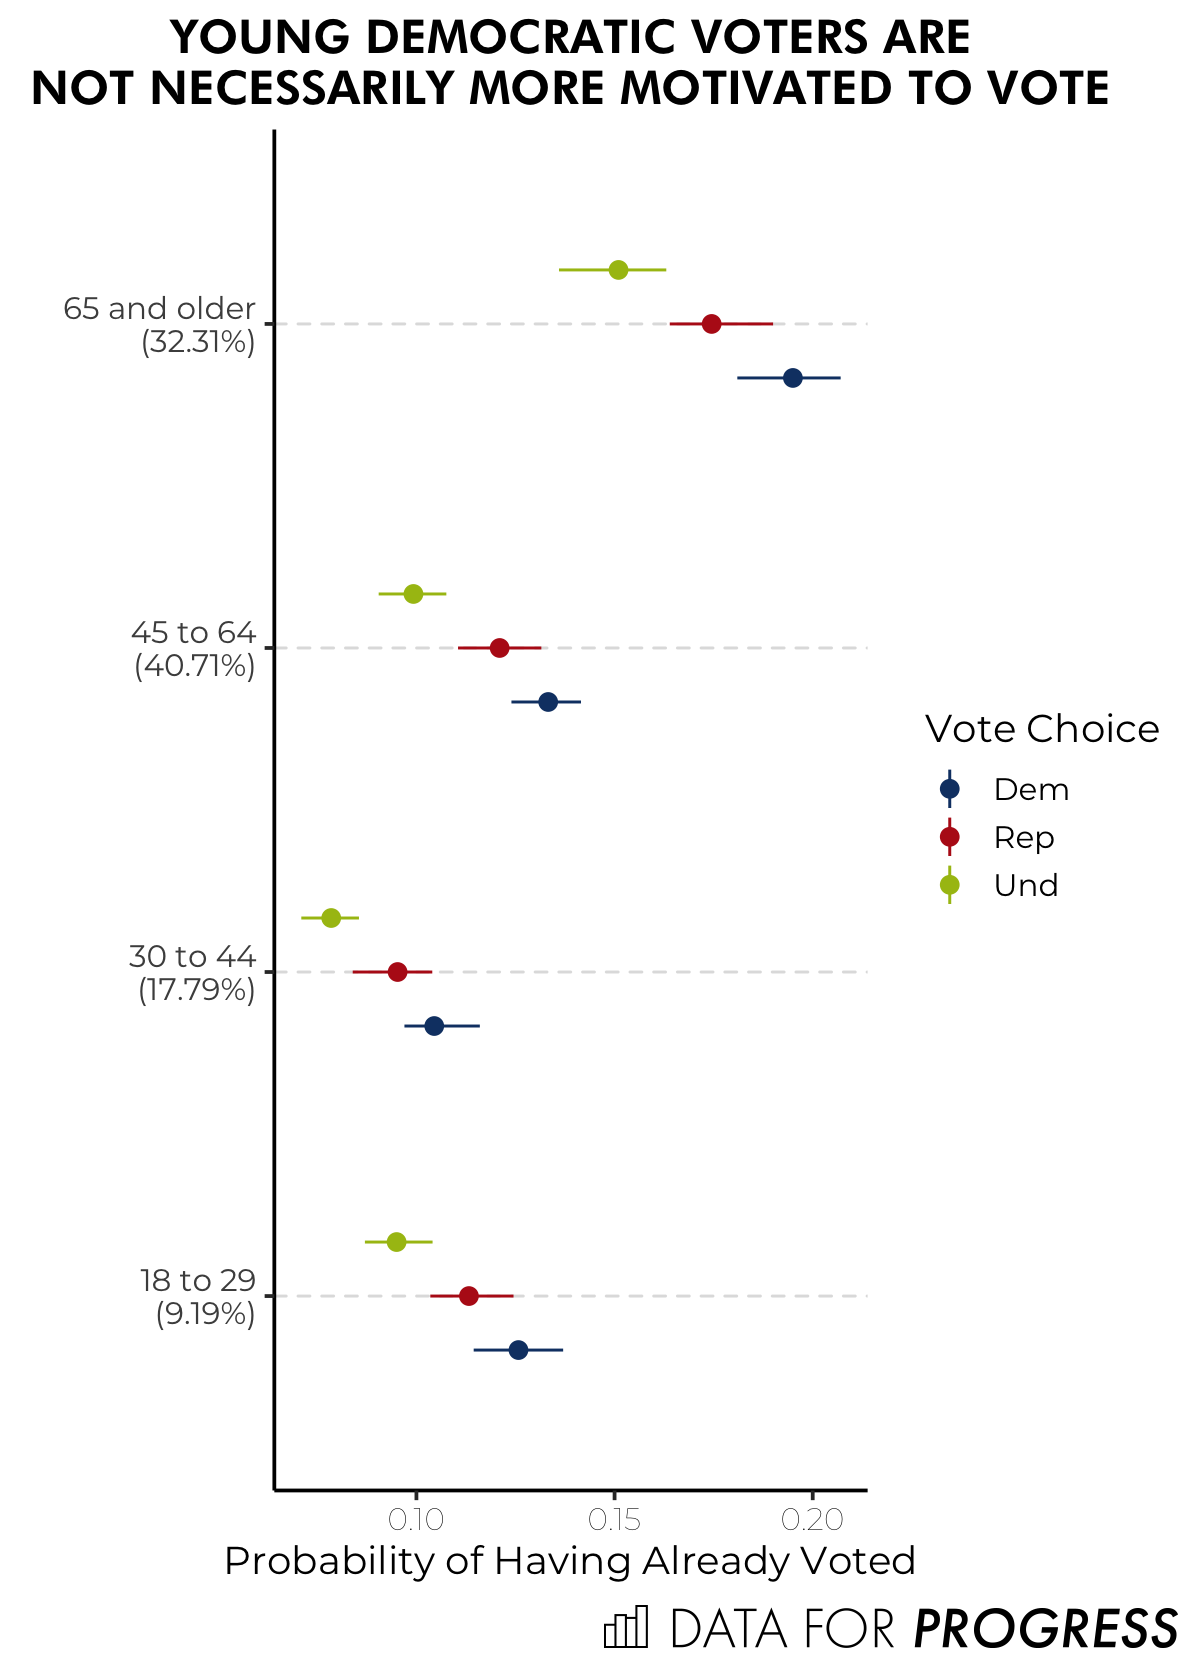 YOUNG DEMOCRATIC VOTERS ARE
NOT NECESSARILY MORE MOTIVATED TO VOTE
65 and older
(32.31%)
45 to 64
(40.71%)
30 to 44
(17.79%)
18 to 29
(9.19%)
Vote Choice
Dem
Rep
Und
0.10 0.15 0.20
Probability of Having Already Voted
DATA FOR PROGRESS